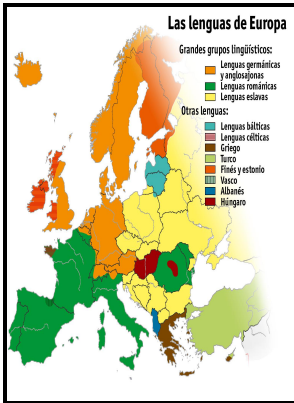 Las lenguas de Europa
Grandes grupos lingüísticos:
Lenguas germánicas
y anglosajonas
Lenguas románicas
Lenguas eslavas
Otras lenguas:
Lenguas bálticas
Lenguas célticas
Griego
Turco
Finés y estonio
Vasco
Albanés
Húngaro